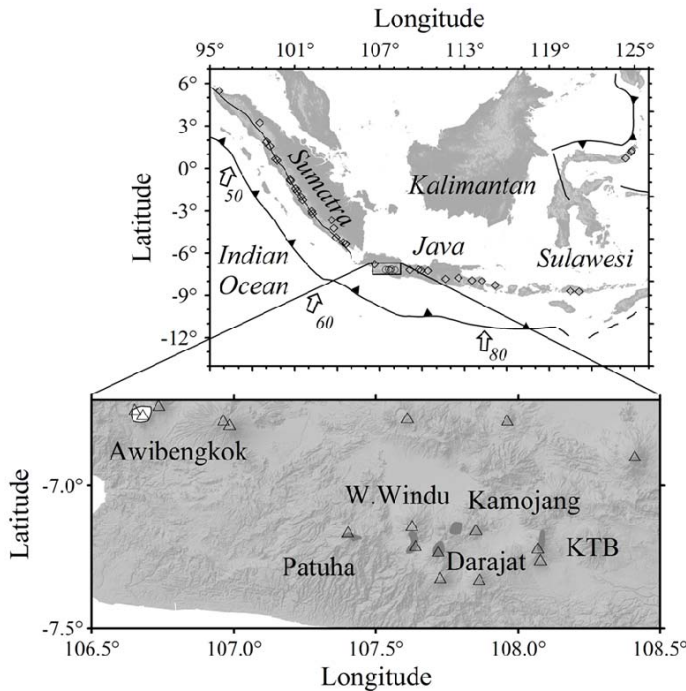 Longitude
95° 101° 107° 113° 119° 125°
6°
3°
0°
-3°
-6°
-9°
-12°
Latitude
Sumatra
Kalimantan
Java
Sulawesi
Indian
Ocean
50
60
80
Awibengkok
W.Windu
Kamojang
Patuha
Darajat
KTB
Latitude
-7.0°
-7.5°
106.5° 107.0° 107.5° 108.0° 108.5°
Longitude